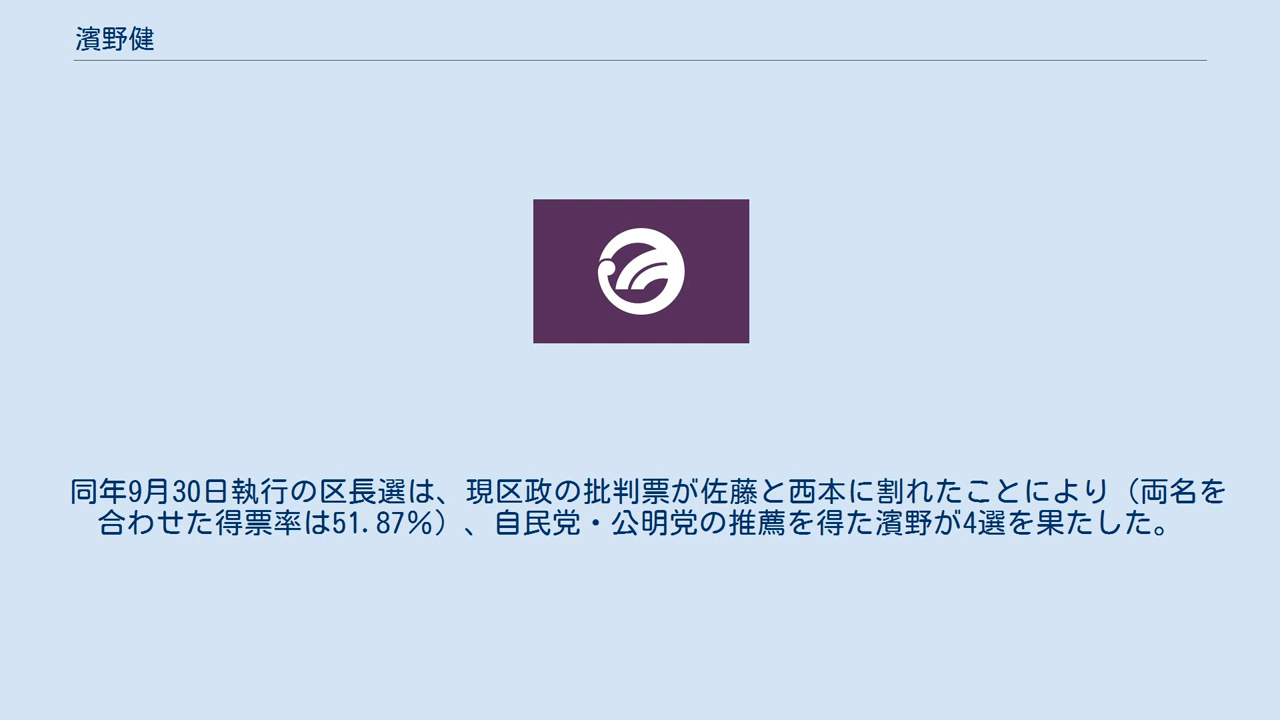 濱野健
同年9月30日執行の区長選は、現区政の批判票が佐藤と西本に割れたことにより（両名を
合わせた得票率は51.87％）、自民党・公明党の推薦を得た濱野が4選を果たした。